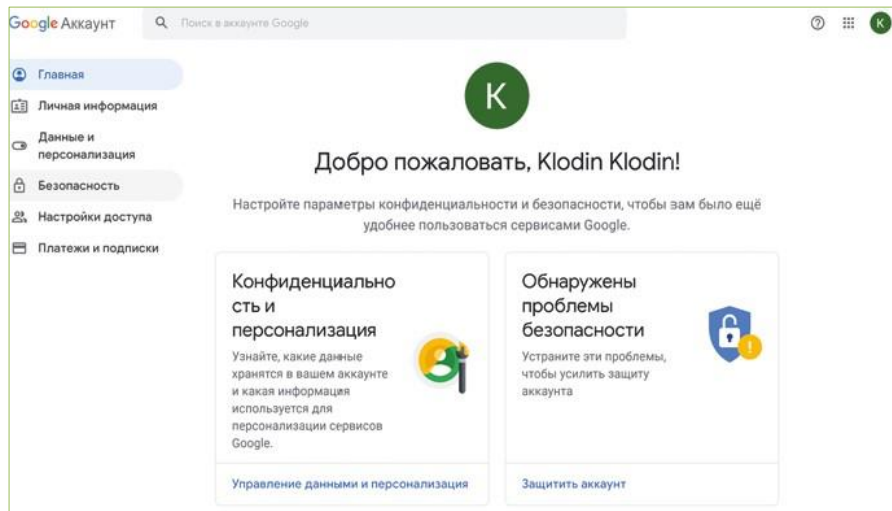 Google Аккаунт
Поиск в аккаунте Google
K
Главная
Личная информация
Данные и
персонализация
Безопасность
Настройки доступа
Платежи и подписки
K
Добро пожаловать, Klodin Klodin!
Настройте параметры конфиденциальности и безопасности, чтобы вам было ещё
удобнее пользоваться сервисами Google.
Конфиденциально
сть и
персонализация
Узнайте, какие данные
хранятся в вашем аккаунте
и какая информация
используется для
персонализации сервисов
Google.
Управление данными и персонализация
Обнаружены
проблемы
безопасности
Устраните эти проблемы,
чтобы усилить защиту
аккаунта
Защитить аккаунт